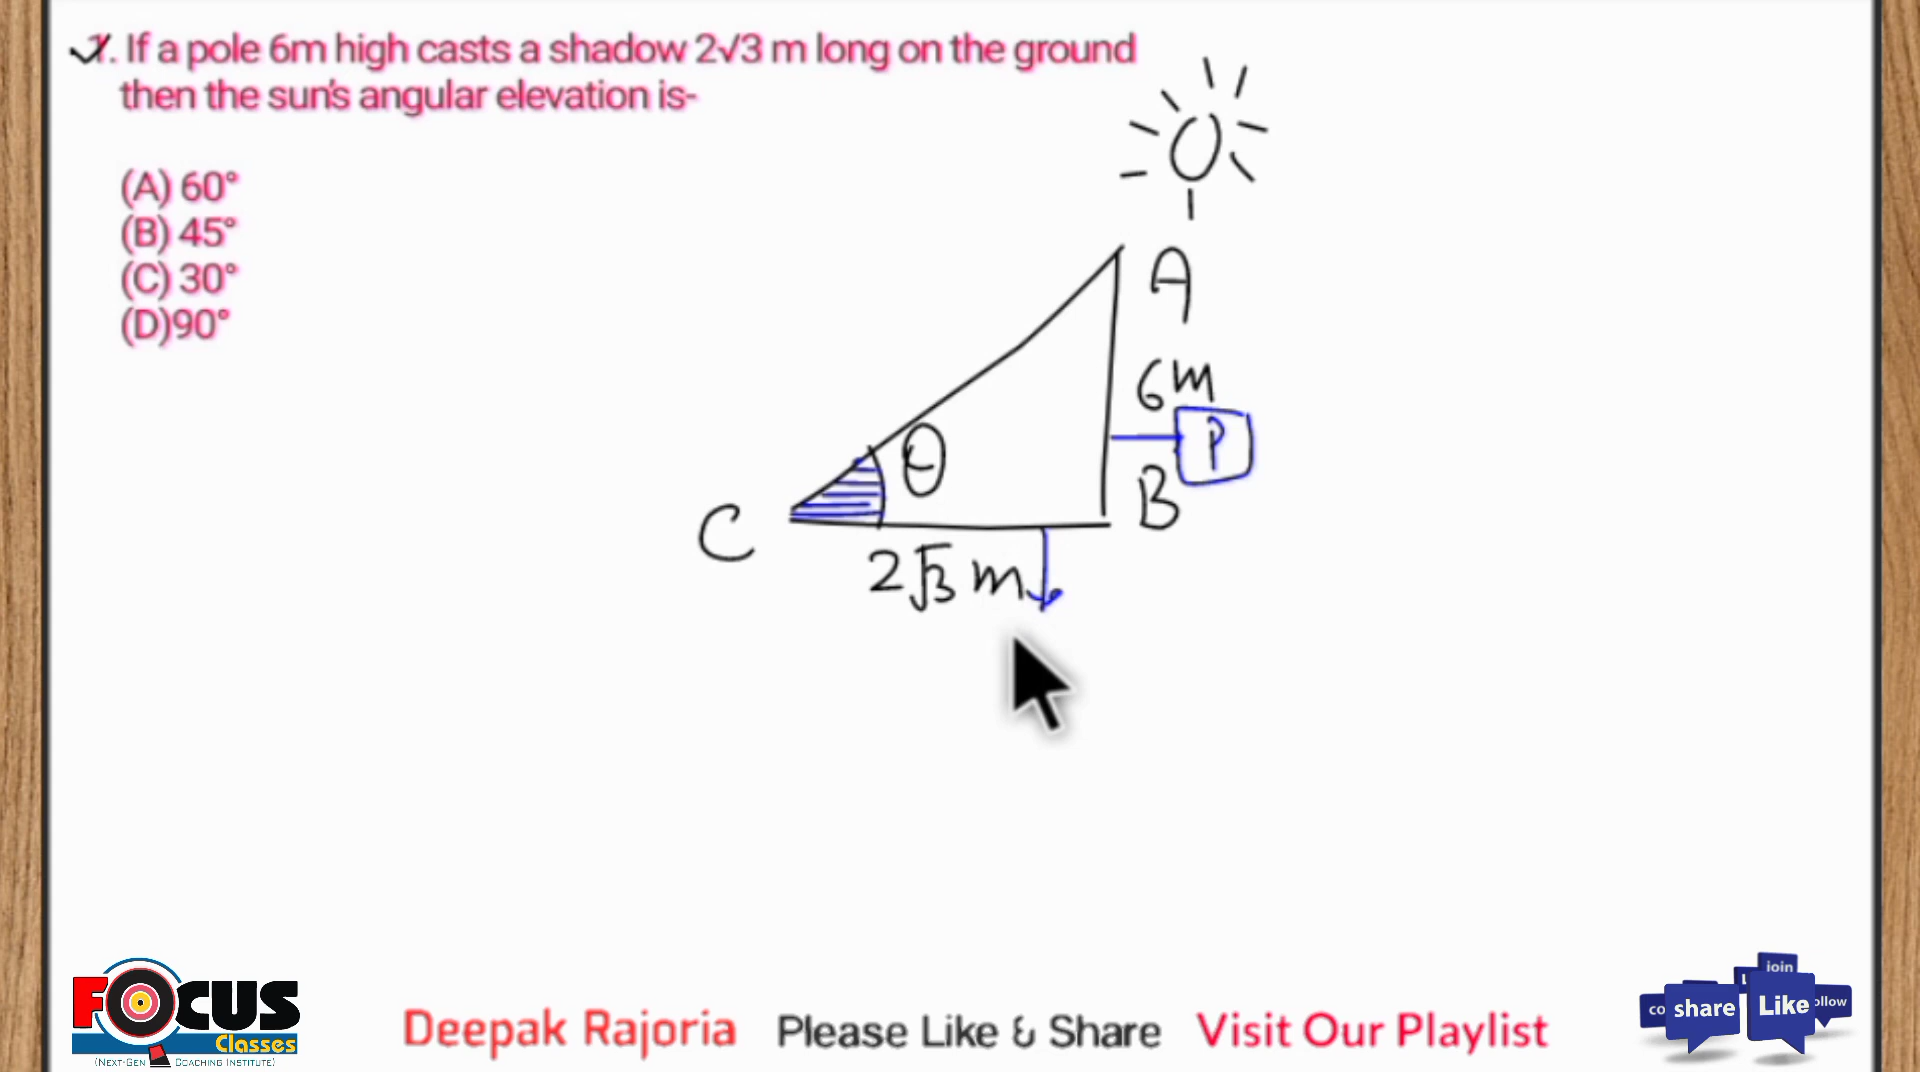 1. If a pole 6m high casts a shadow 2√3 m long on the ground
then the sun's angular elevation is-
(A) 60°
(B) 45°
(C) 30°
(D)90°
A
6m
P
B
θ
C
2√3 m
FOCUS
Classes
(NEXT-GEN COACHING INSTITUTE)
Deepak Rajoria Please Like & Share Visit Our Playlist
join
co share L Like ollow